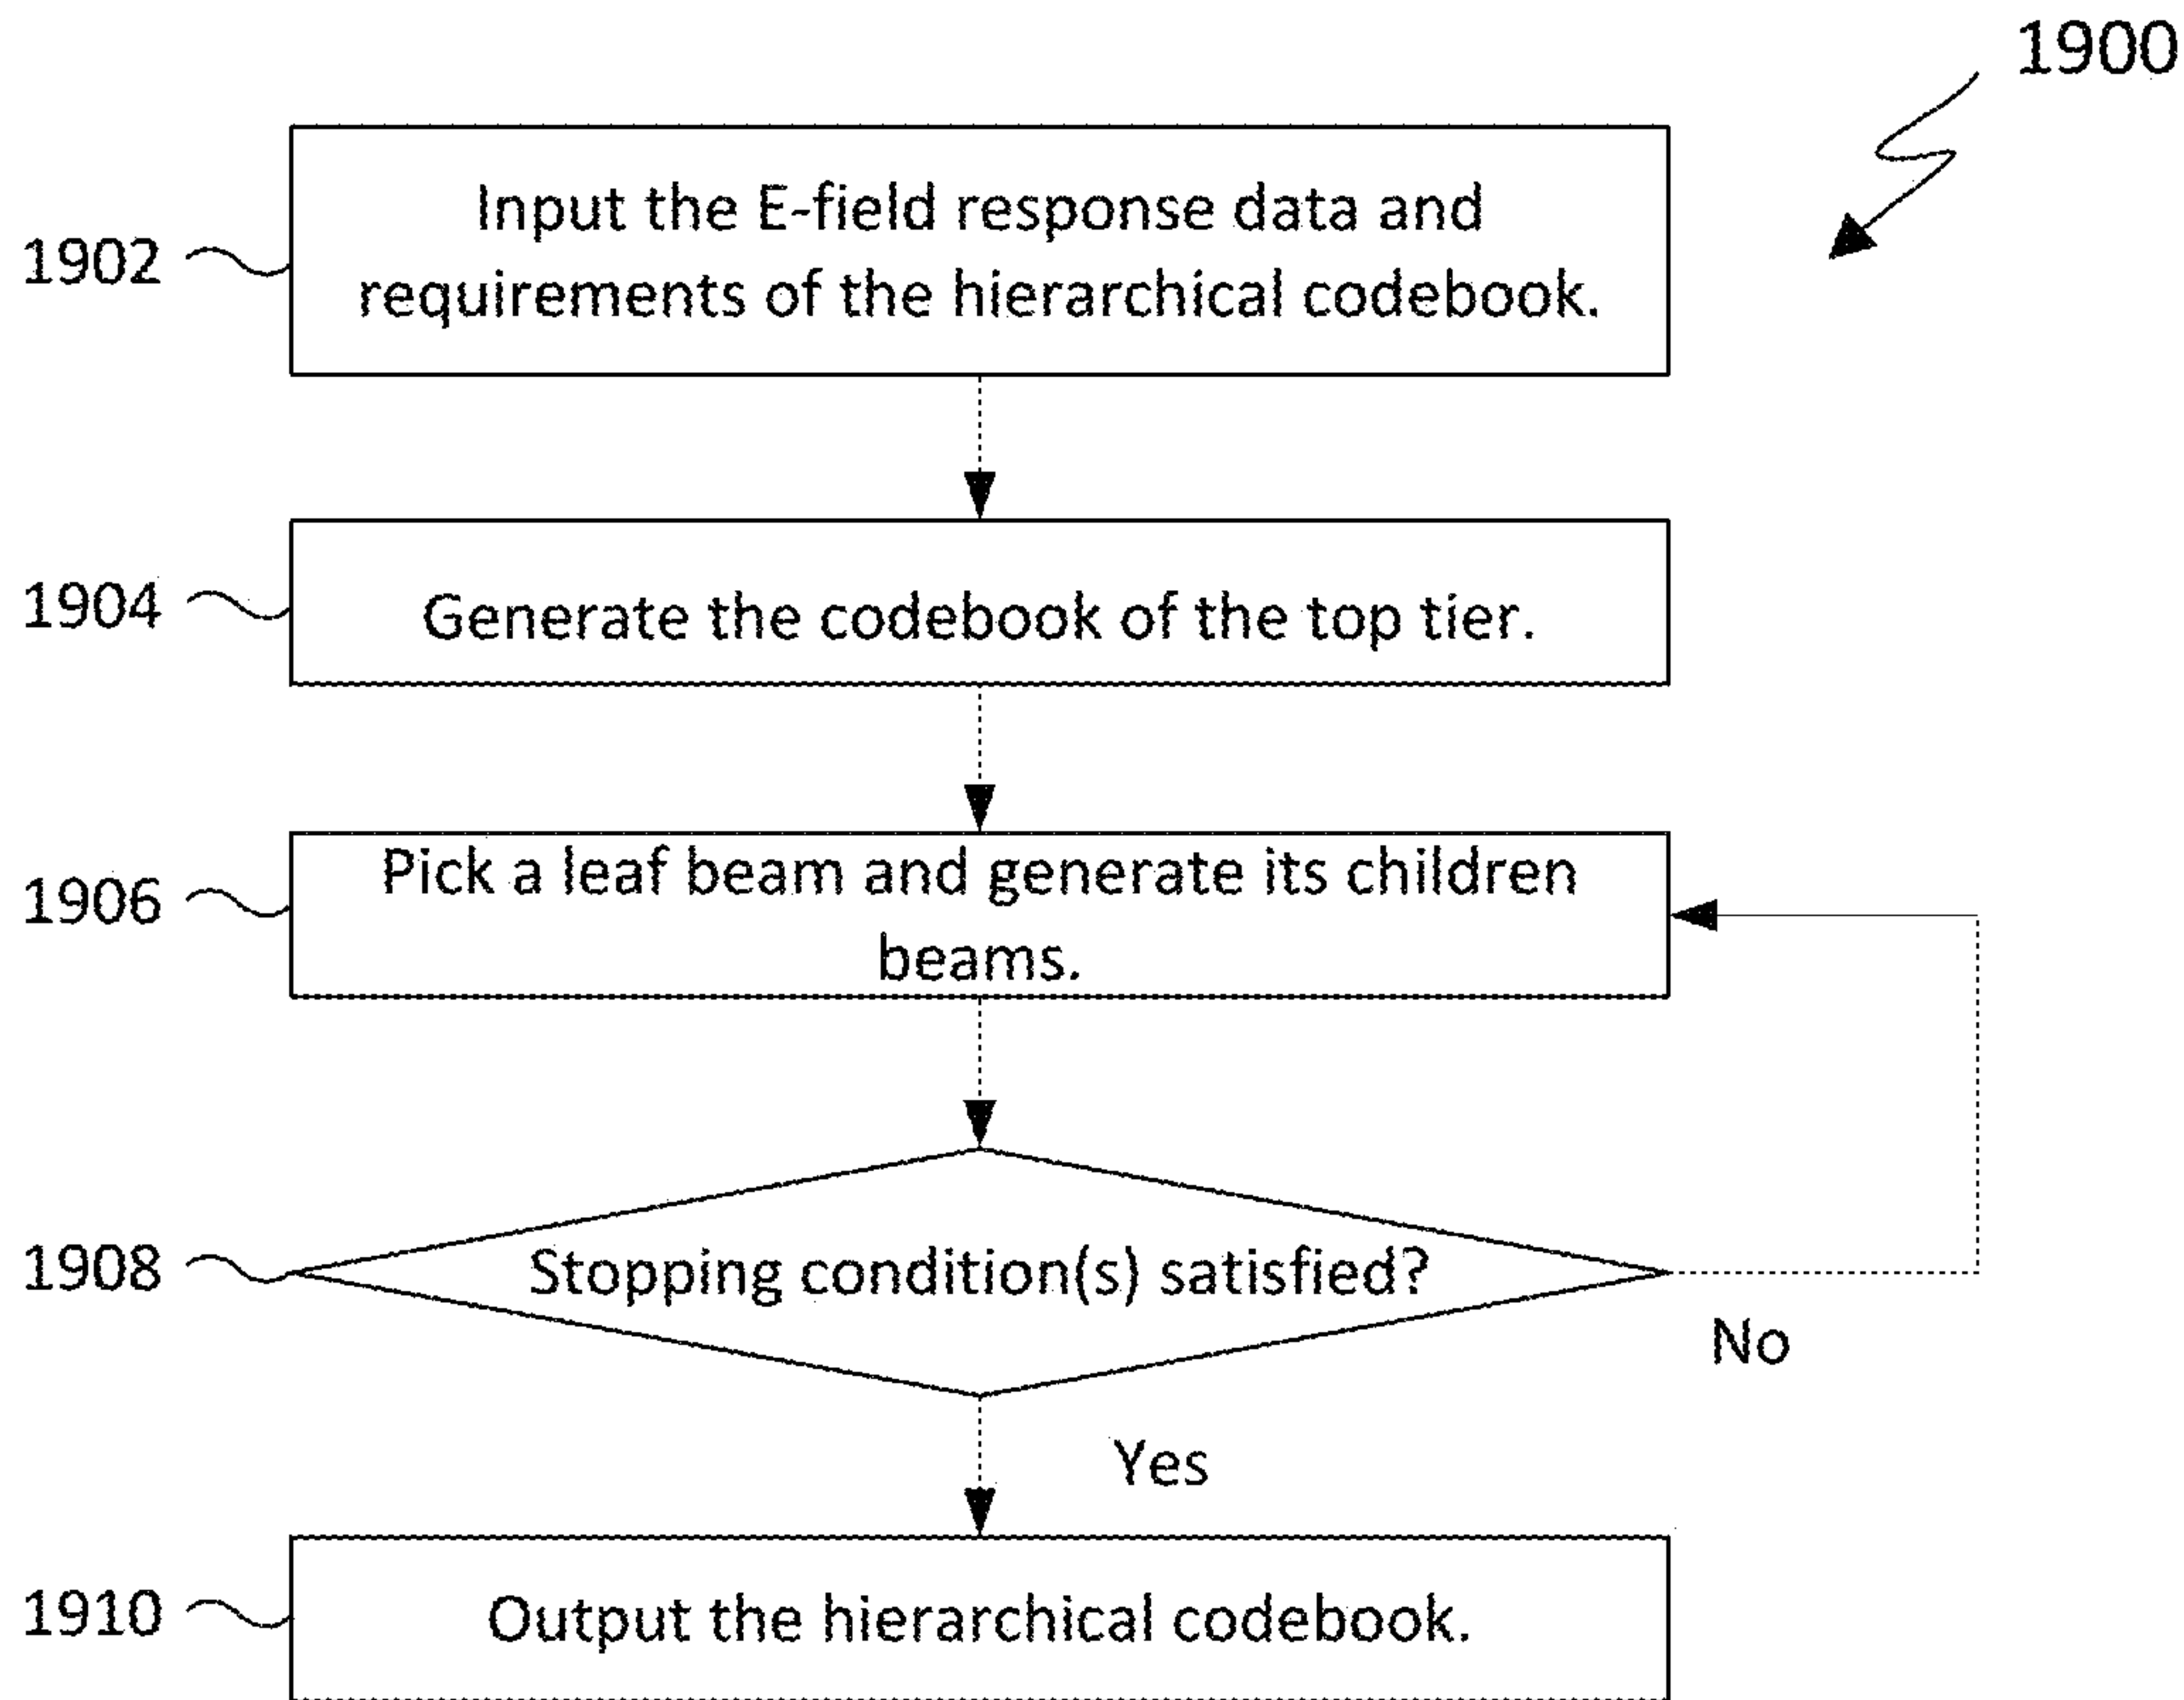 1900
1902
Input the E-field response data and
requirements of the hierarchical codebook.
1904
Generate the codebook of the top tier.
1906
Pick a leaf beam and generate its children
beams.
1908
Stopping condition(s) satisfied?
No
Yes
1910
Output the hierarchical codebook.